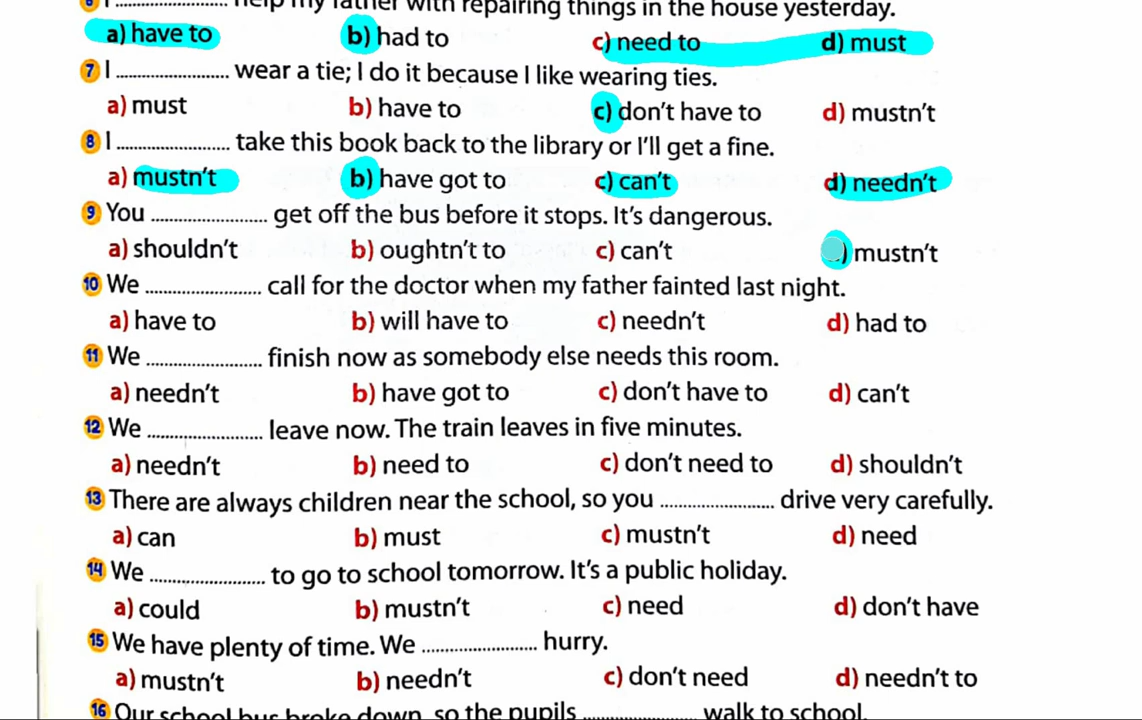 6 I ........................ help my father with repairing things in the house yesterday.
a) have to b) had to c) need to d) must
7 I ........................ wear a tie; I do it because I like wearing ties.
a) must b) have to c) don't have to d) mustn't
8 I ........................ take this book back to the library or I'll get a fine.
a) mustn't b) have got to c) can't d) needn't
9 You ........................ get off the bus before it stops. It's dangerous.
a) shouldn't b) oughtn't to c) can't ) mustn't
10 We ........................ call for the doctor when my father fainted last night.
a) have to b) will have to c) needn't d) had to
11 We ........................ finish now as somebody else needs this room.
a) needn't b) have got to c) don't have to d) can't
12 We ........................ leave now. The train leaves in five minutes.
a) needn't b) need to c) don't need to d) shouldn't
13 There are always children near the school, so you ........................ drive very carefully.
a) can b) must c) mustn't d) need
14 We ........................ to go to school tomorrow. It's a public holiday.
a) could b) mustn't c) need d) don't have
15 We have plenty of time. We ........................ hurry.
a) mustn't b) needn't c) don't need d) needn't to
16 Our school bus broke down, so the pupils ........................ walk to school.